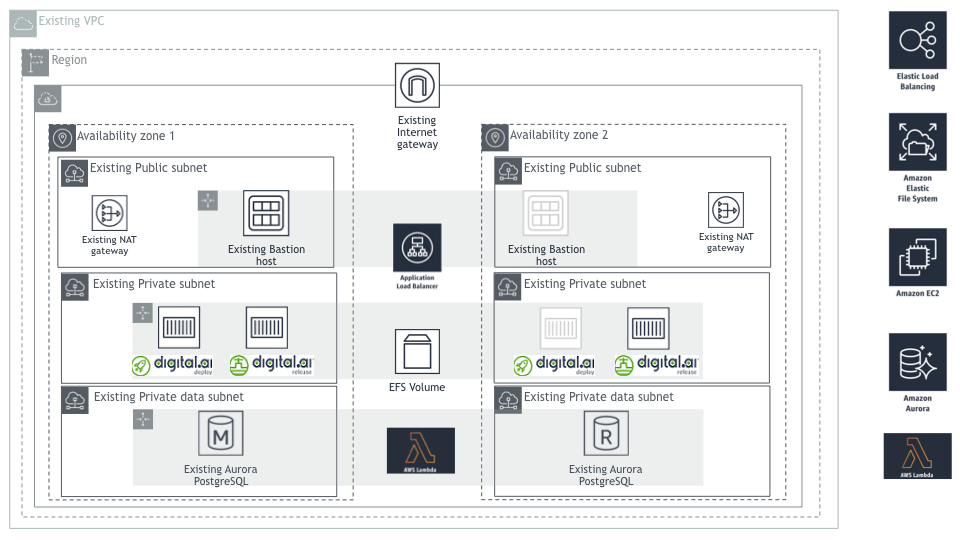 Existing VPC
Region
Existing
Internet
gateway
Availability zone 1
Existing Public subnet
Existing NAT
gateway
Existing Bastion
host
Availability zone 2
Existing Public subnet
Existing Bastion
host
Existing NAT
gateway
Application
Load Balancer
Existing Private subnet
digital.ai
deploy
digital.ai
release
EFS Volume
Existing Private subnet
digital.ai
deploy
digital.ai
release
Existing Private data subnet
M
Existing Aurora
PostgreSQL
AWS Lambda
Existing Private data subnet
R
Existing Aurora
PostgreSQL
Elastic Load
Balancing
Amazon
Elastic
File System
Amazon EC2
Amazon
Aurora
AWS Lambda